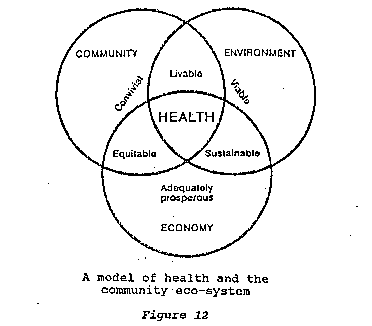 COMMUNITY
ENVIRONMENT
Livable
Convivial
Viable
HEALTH
Equitable
Sustainable
Adequately
prosperous
ECONOMY
A model of health and the
community eco-system
Figure 12